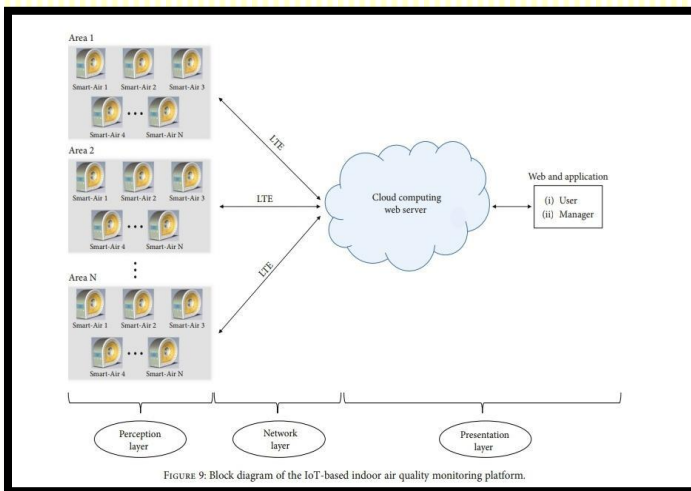 Area 1
Smart-Air 1 Smart-Air 2 Smart-Air 3
Smart-Air 4 Smart-Air N
Area 2
Smart-Air 1 Smart-Air 2 Smart-Air 3
Smart-Air 4 Smart-Air N
Area N
Smart-Air 1 Smart-Air 2 Smart-Air 3
Smart-Air 4 Smart-Air N
LTE
LTE
LTE
Cloud computing
web server
Web and application
(i) User
(ii) Manager
Perception
layer
Network
layer
Presentation
layer
FIGURE 9: Block diagram of the IoT-based indoor air quality monitoring platform.